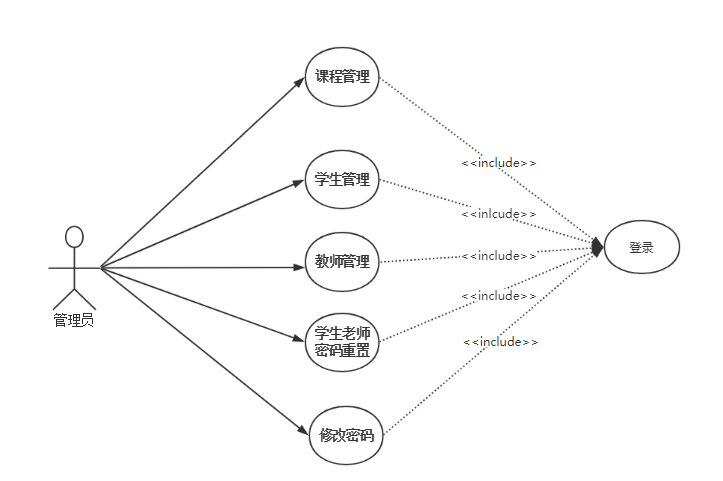 课程管理
<<include>>
学生管理
<<inlcude>>
登录
教师管理
<<include>>
<<include>>
管理员
学生老师
密码重置
<<include>>
修改密码